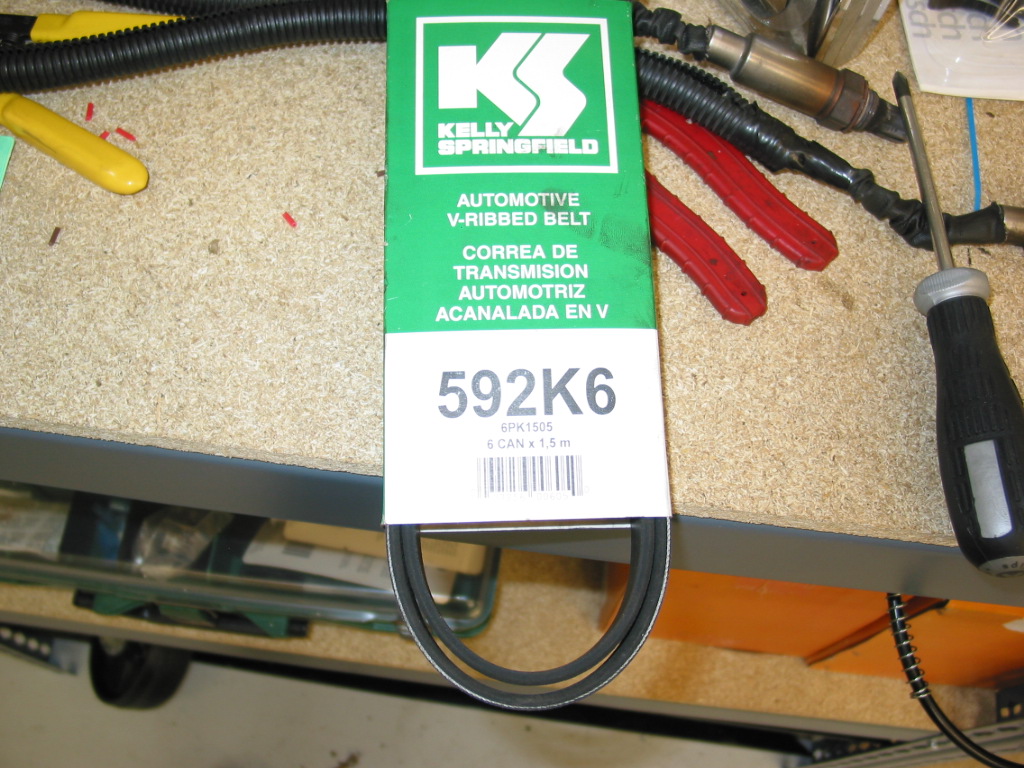 KS
KELLY
SPRINGFIELD
AUTOMOTIVE
V-RIBBED BELT
CORREA DE
TRANSMISION
AUTOMOTRIZ
ACANALADA EN V
592K6
6PK1505
6 CAN x 1,5 m